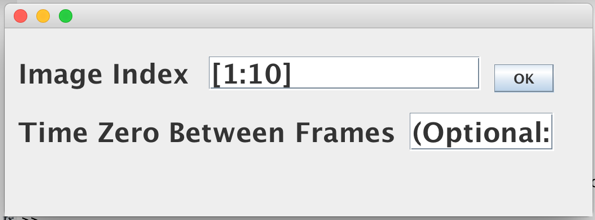 Image Index [1:10] OK
Time Zero Between Frames (Optional:
>>